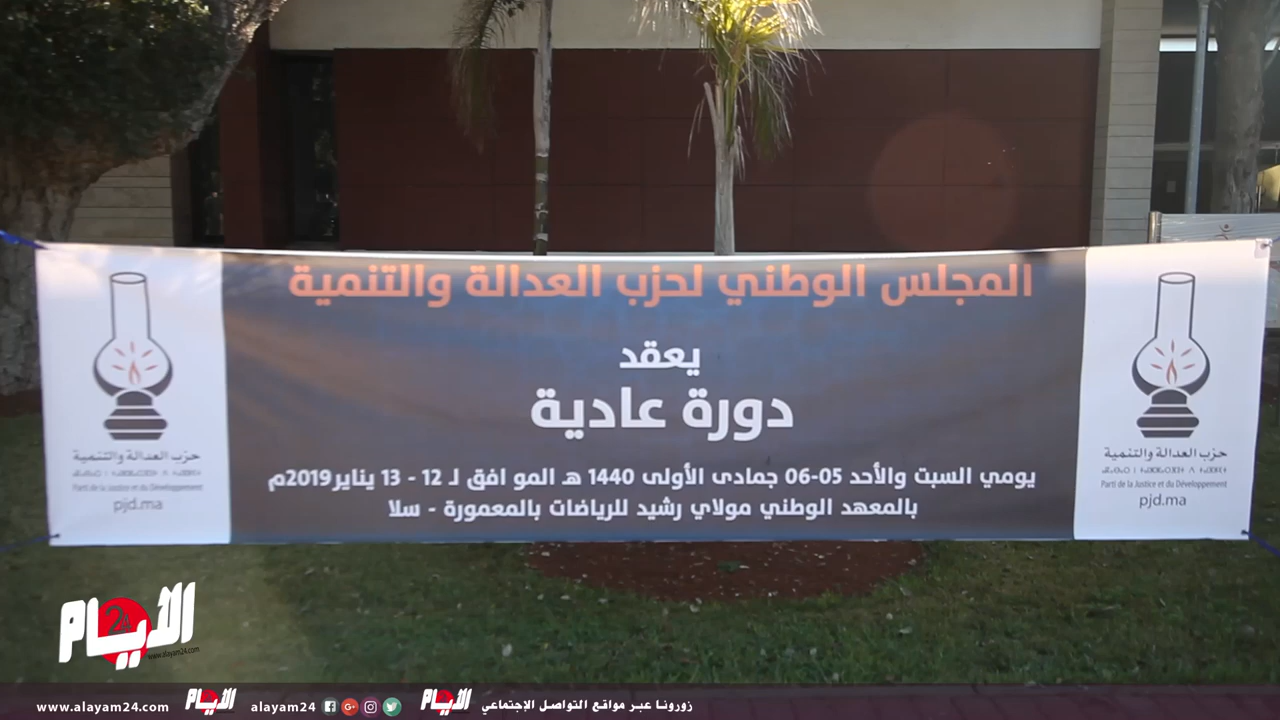 المجلس الوطني لحزب العدالة والتنمية
يعقد
دورة عادية
يومي السبت والأحد 05-06 جمادى الأولى 1440 هـ الموافق لـ 12 - 13 يناير2019م
بالمعهد الوطني مولاي رشيد للرياضات بالمعمورة - سلا
حزب العدالة والتنمية
Parti de la Justice et du Développement
pjd.ma
حزب العدالة والتنمية
Parti de la Justice et du Développement
pjd.ma
الأيام 24
www.alayam24.com
www.alayam24.com الأيام alayam24 الأيام زورونا عبر مواقع التواصل الإجتماعي